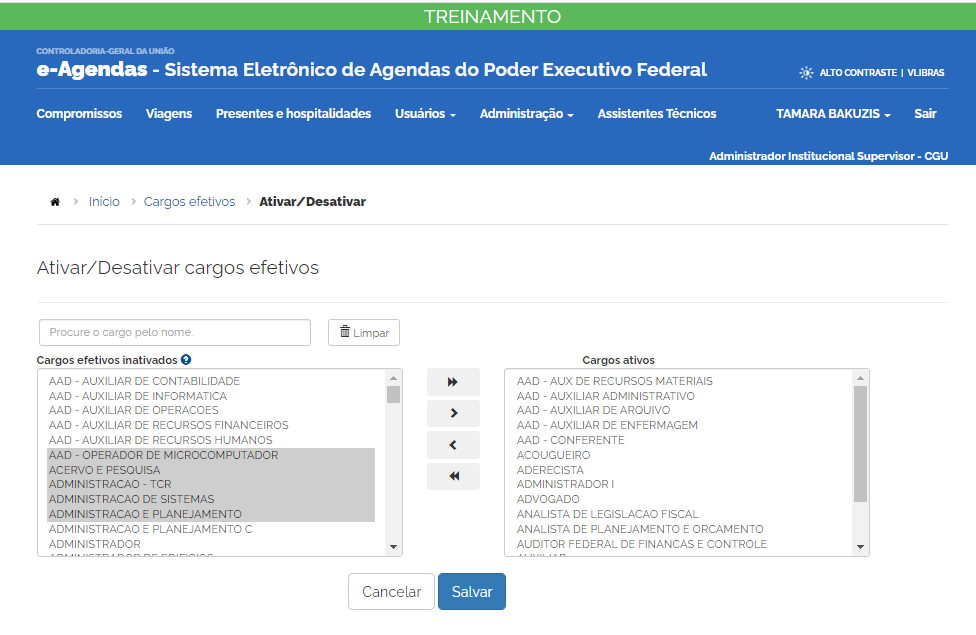 TREINAMENTO
CONTROLADORIA-GERAL DA UNIÃO
e-Agendas - Sistema Eletrônico de Agendas do Poder Executivo Federal
ALTO CONTRASTE | VLIBRAS
Compromissos Viagens Presentes e hospitalidades Usuários Administração Assistentes Técnicos TAMARA BAKUZIS Sair
Administrador Institucional Supervisor - CGU
Início > Cargos efetivos > Ativar/Desativar
Ativar/Desativar cargos efetivos
Procure o cargo pelo nome. Limpar
Cargos efetivos inativados
AAD - AUXILIAR DE CONTABILIDADE
AAD - AUXILIAR DE INFORMATICA
AAD - AUXILIAR DE OPERACOES
AAD - AUXILIAR DE RECURSOS FINANCEIROS
AAD - AUXILIAR DE RECURSOS HUMANOS
AAD - OPERADOR DE MICROCOMPUTADOR
ACERVO E PESQUISA
ADMINISTRACAO - TCR
ADMINISTRACAO DE SISTEMAS
ADMINISTRACAO E PLANEJAMENTO
ADMINISTRACAO E PLANEJAMENTO C
ADMINISTRADOR
ADMINISTRADOR DE EDIFICIOS
Cargos ativos
AAD - AUX DE RECURSOS MATERIAIS
AAD - AUXILIAR ADMINISTRATIVO
AAD - AUXILIAR DE ARQUIVO
AAD - AUXILIAR DE ENFERMAGEM
AAD - CONFERENTE
ACOUGUEIRO
ADERECISTA
ADMINISTRADOR I
ADVOGADO
ANALISTA DE LEGISLACAO FISCAL
ANALISTA DE PLANEJAMENTO E ORCAMENTO
AUDITOR FEDERAL DE FINANCAS E CONTROLE
AUXILIAR
Cancelar Salvar